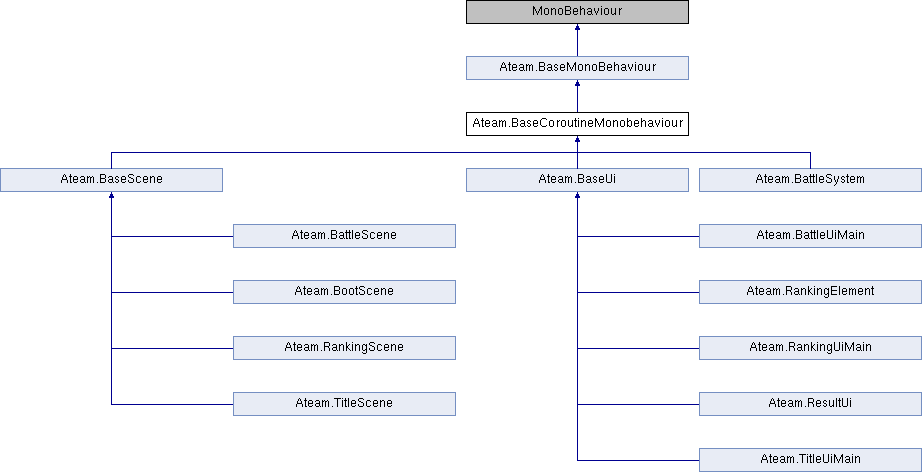 MonoBehaviour
Ateam.BaseMonoBehaviour
Ateam.BaseCoroutineMonobehaviour
Ateam.BaseScene
Ateam.BaseUi
Ateam.BattleSystem
Ateam.BattleScene
Ateam.BattleUiMain
Ateam.BootScene
Ateam.RankingElement
Ateam.RankingScene
Ateam.RankingUiMain
Ateam.TitleScene
Ateam.ResultUi
Ateam.TitleUiMain